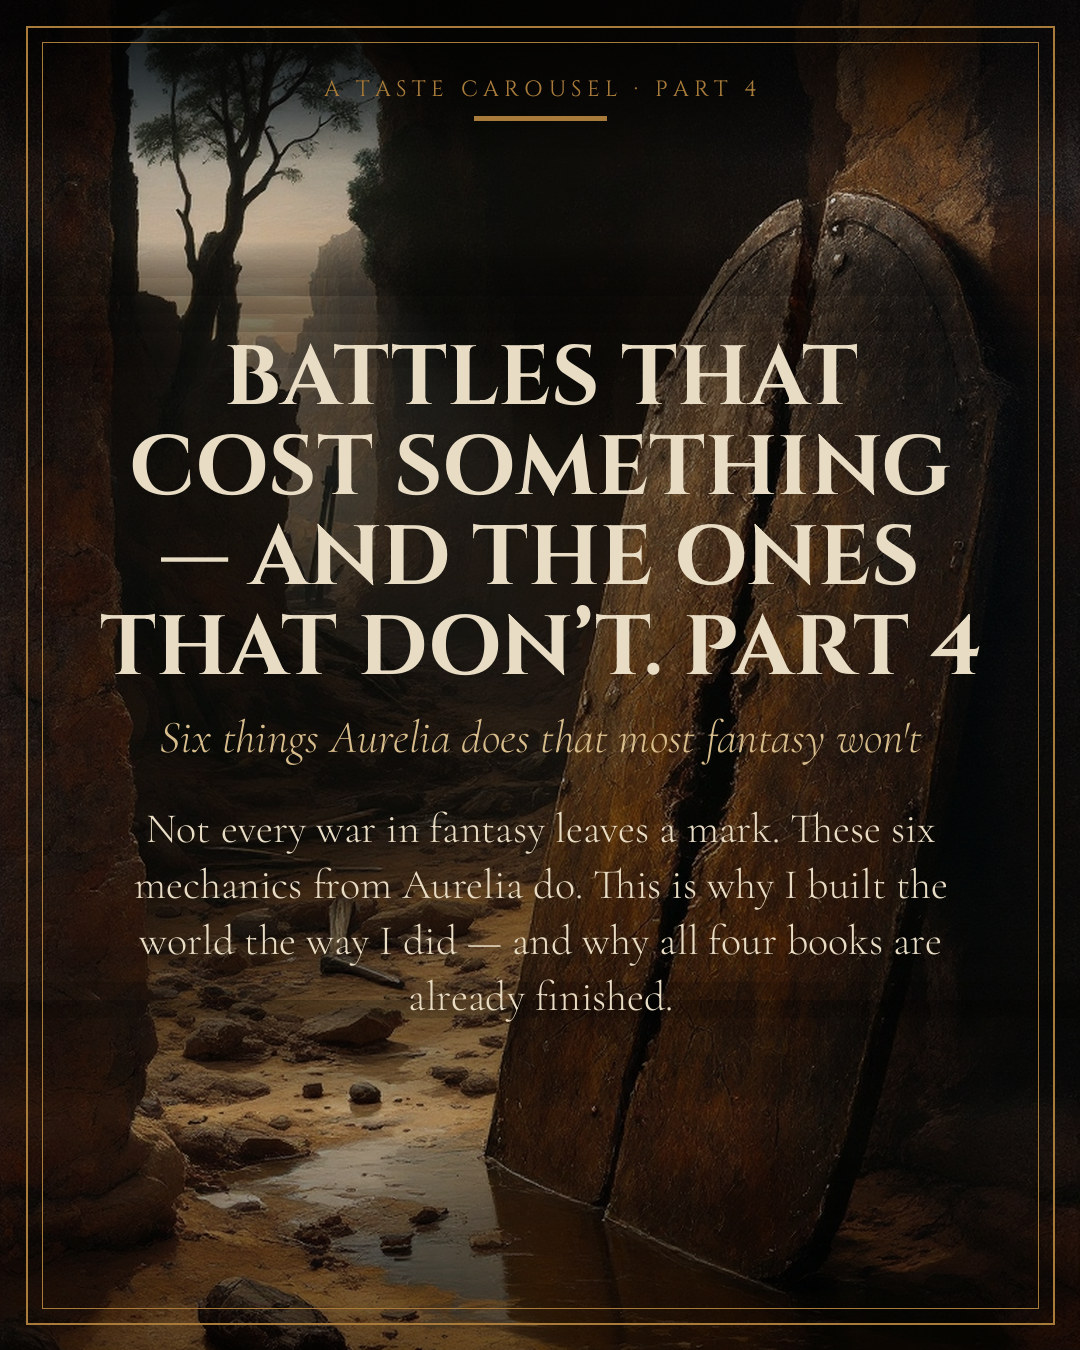 A TASTE CAROUSEL · PART 4
BATTLES THAT
COST SOMETHING
— AND THE ONES
THAT DON’T. PART 4
Six things Aurelia does that most fantasy won't
Not every war in fantasy leaves a mark. These six
mechanics from Aurelia do. This is why I built the
world the way I did — and why all four books are
already finished.